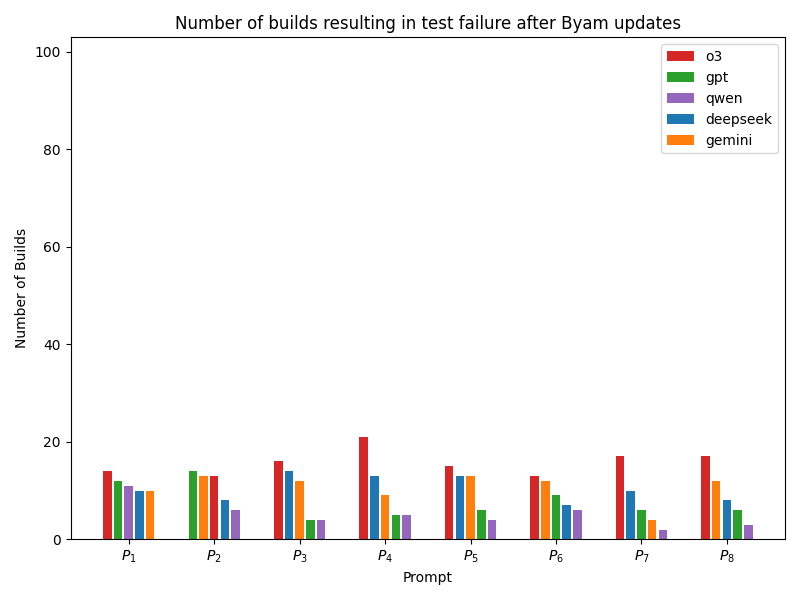 Number of builds resulting in test failure after Byam updates
100
80
60
40
20
0
Number of Builds
o3
gpt
qwen
deepseek
gemini
P₁ P₂ P₃ P₄ P₅ P₆ P₇ P₈
Prompt